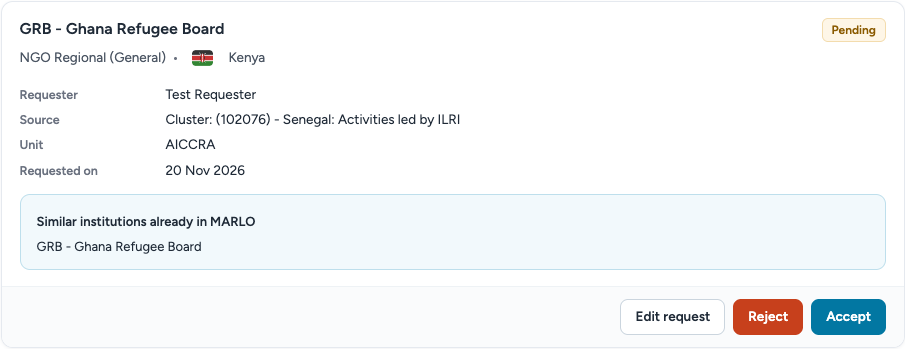 GRB - Ghana Refugee Board
Pending
NGO Regional (General) • Kenya
Requester Test Requester
Source Cluster: (102076) - Senegal: Activities led by ILRI
Unit AICCRA
Requested on 20 Nov 2026
Similar institutions already in MARLO
GRB - Ghana Refugee Board
Edit request Reject Accept